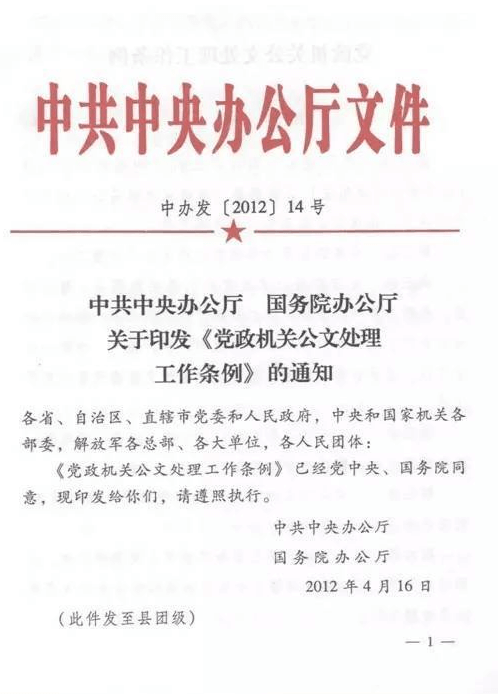 中共中央办公厅文件
中办发〔2012〕14号
中共中央办公厅　国务院办公厅
关于印发《党政机关公文处理
工作条例》的通知
各省、自治区、直辖市党委和人民政府，中央和国家机关各
部委，解放军各总部、各大单位，各人民团体：
《党政机关公文处理工作条例》已经党中央、国务院同
意，现印发给你们，请遵照执行。
中共中央办公厅
国务院办公厅
2012年4月16日
（此件发至县团级）
— 1 —